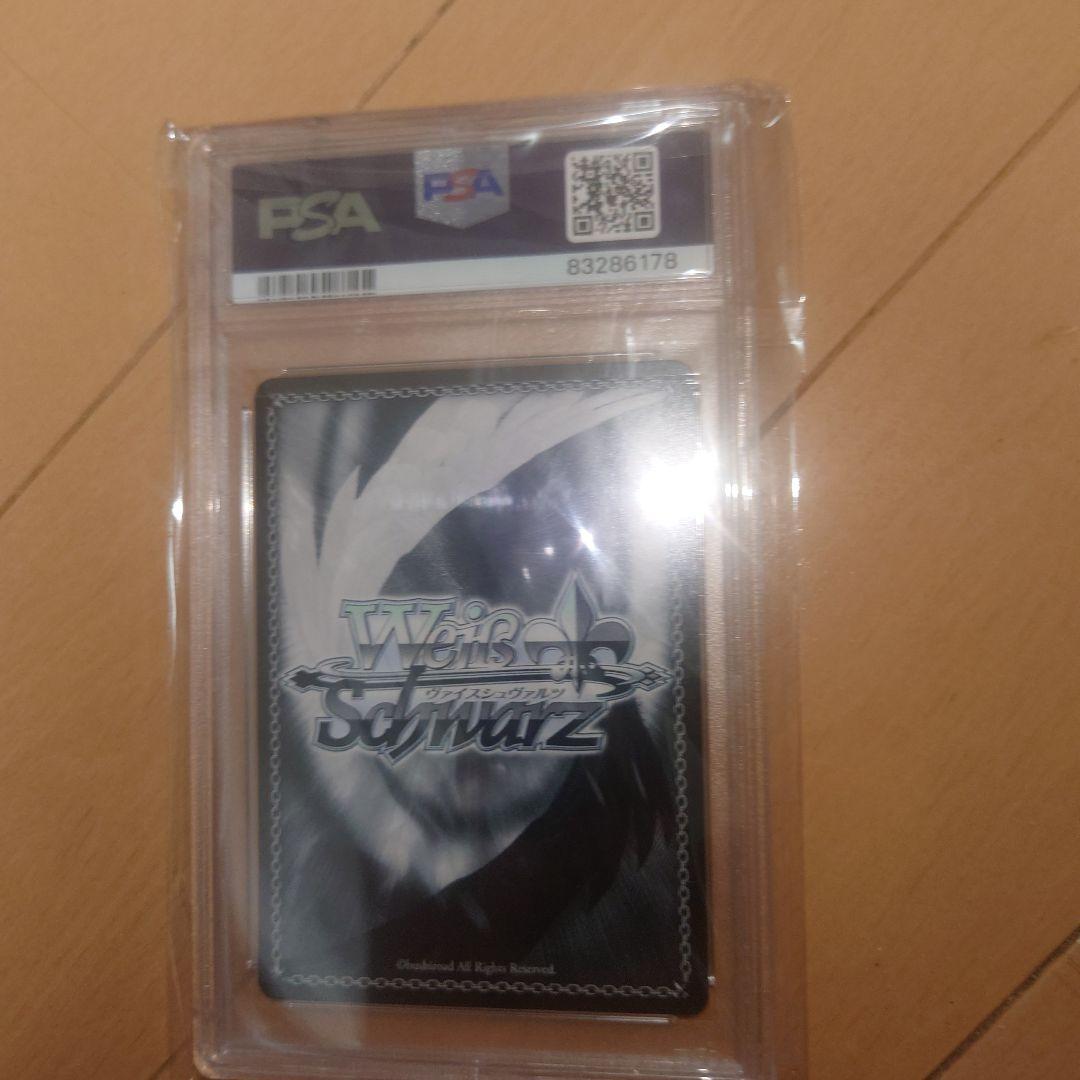 PSA
PSA
83286178
Weiß
ヴァイスシュヴァルツ
Schwarz
©bushiroad All Rights Reserved.